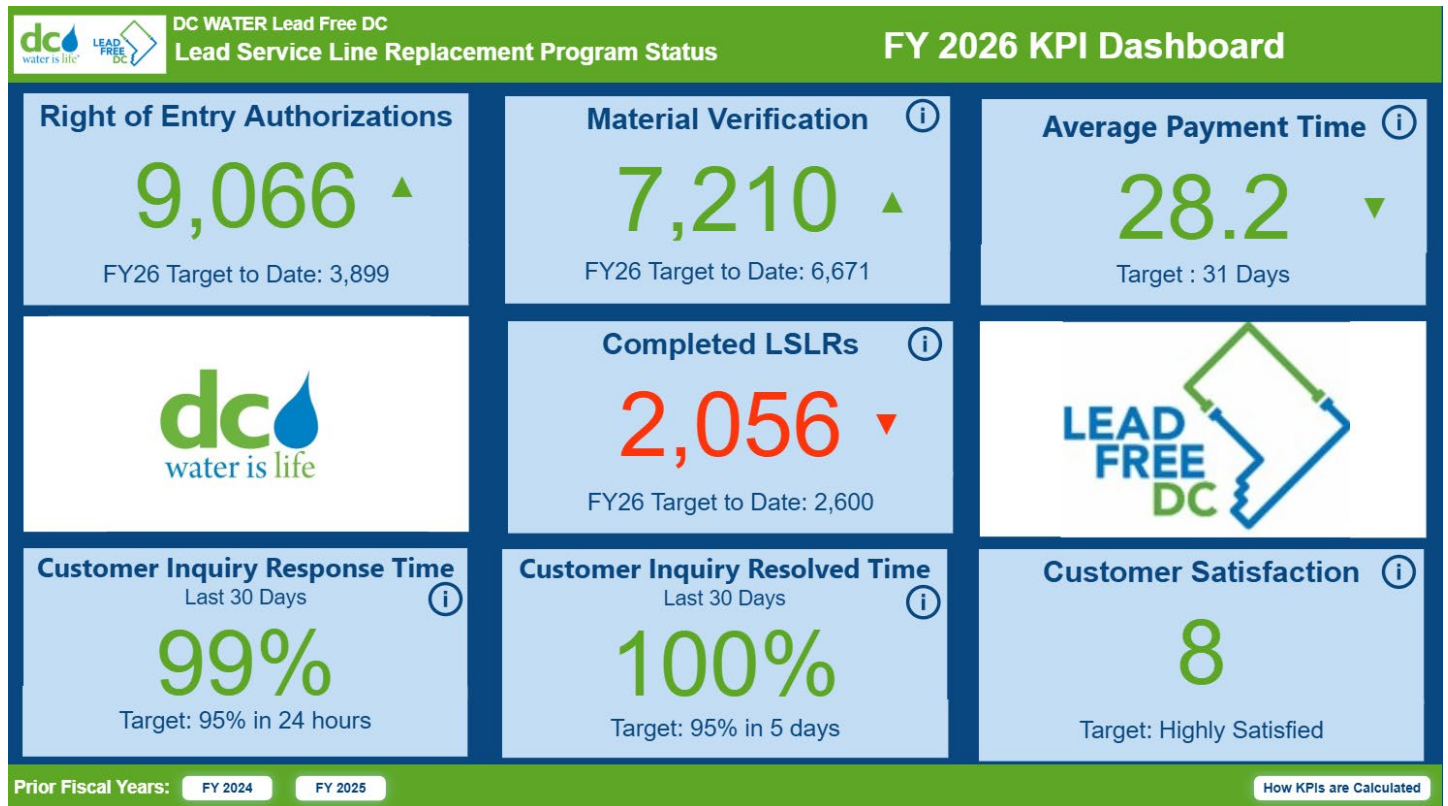 dc
water is life
LEAD
FREE
DC
DC WATER Lead Free DC
Lead Service Line Replacement Program Status
FY 2026 KPI Dashboard
Right of Entry Authorizations
9,066 ▲
FY26 Target to Date: 3,899
Material Verification i
7,210 ▲
FY26 Target to Date: 6,671
Average Payment Time i
28.2 ▼
Target : 31 Days
dc
water is life
Completed LSLRs i
2,056 ▼
FY26 Target to Date: 2,600
LEAD
FREE
DC
Customer Inquiry Response Time
Last 30 Days i
99%
Target: 95% in 24 hours
Customer Inquiry Resolved Time
Last 30 Days i
100%
Target: 95% in 5 days
Customer Satisfaction i
8
Target: Highly Satisfied
Prior Fiscal Years: FY 2024 FY 2025
How KPIs are Calculated